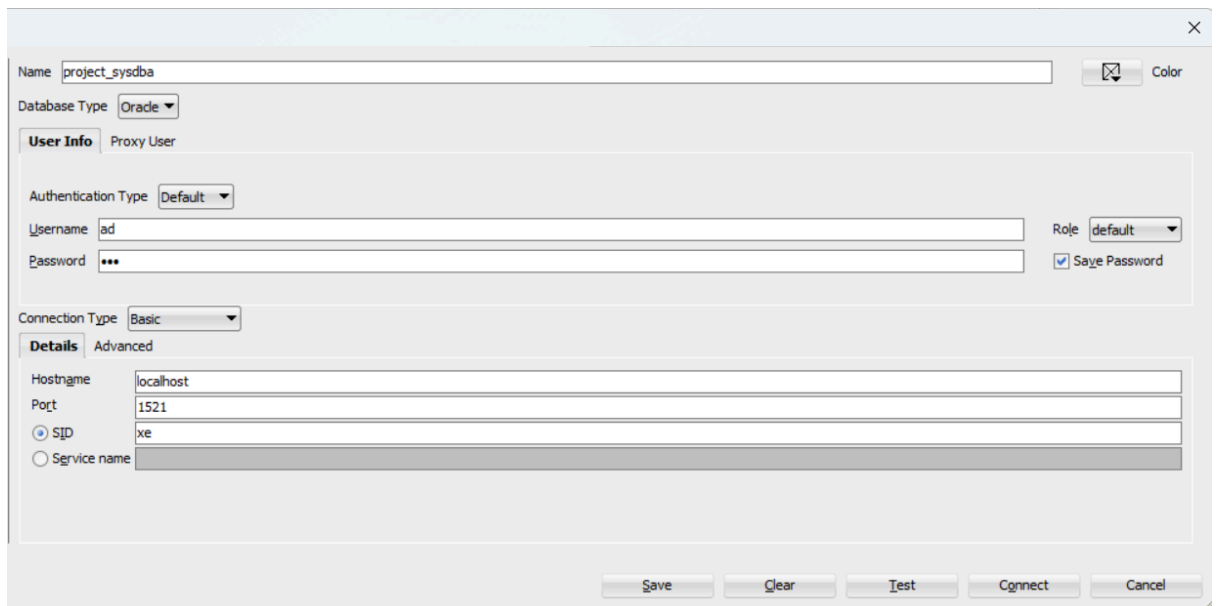 Name project_sysdba Color
Database Type Oracle
User Info Proxy User
Authentication Type Default
Username ad Role default
Password ••• Save Password
Connection Type Basic
Details Advanced
Hostname localhost
Port 1521
SID xe
Service name
Save Clear Test Connect Cancel